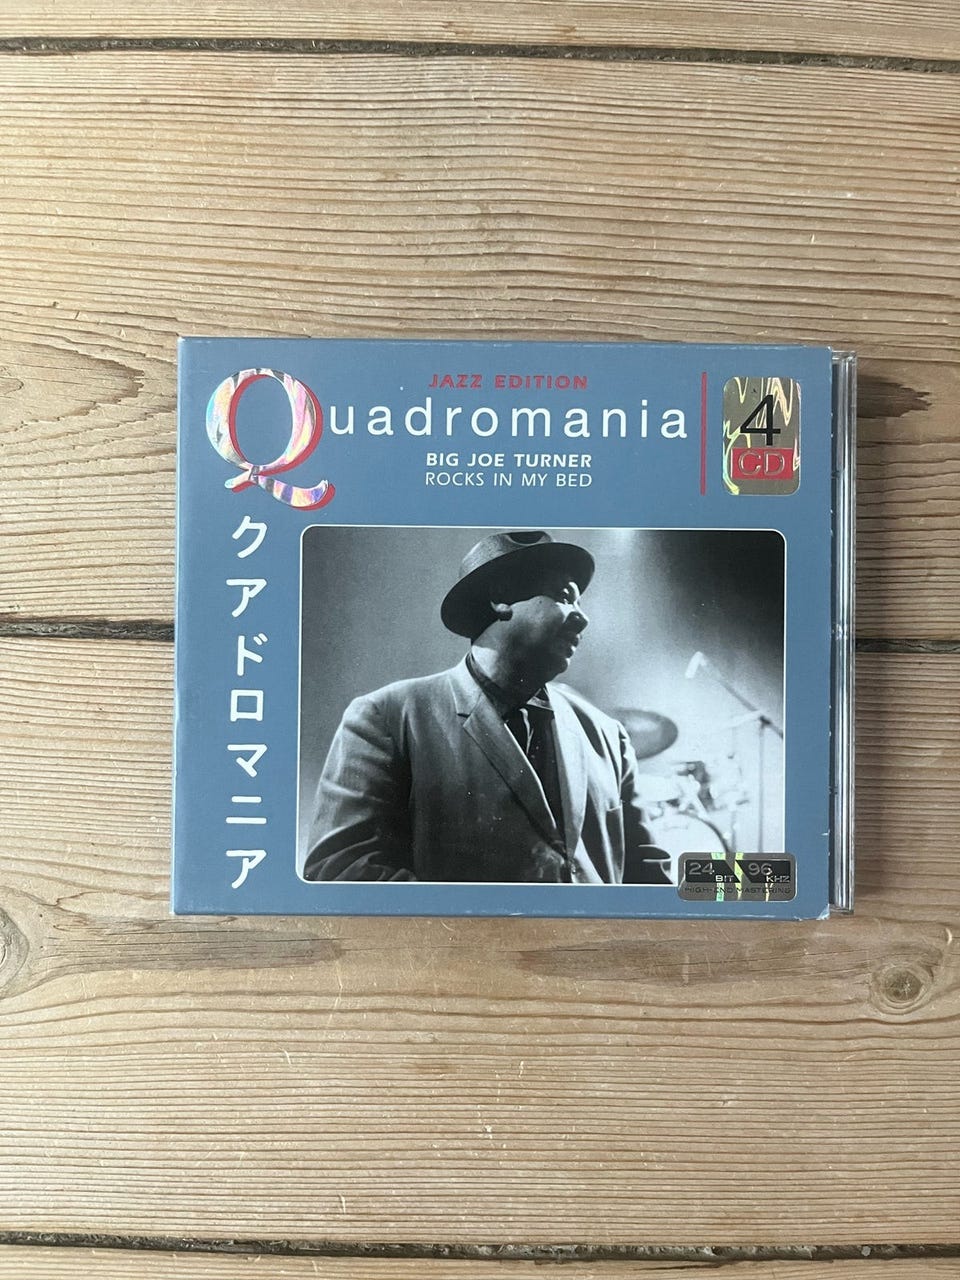 JAZZ EDITION
Quadromania
BIG JOE TURNER
ROCKS IN MY BED
4
CD
クアドロマニア
24 BIT 96 KHZ
HIGH-END MASTERING